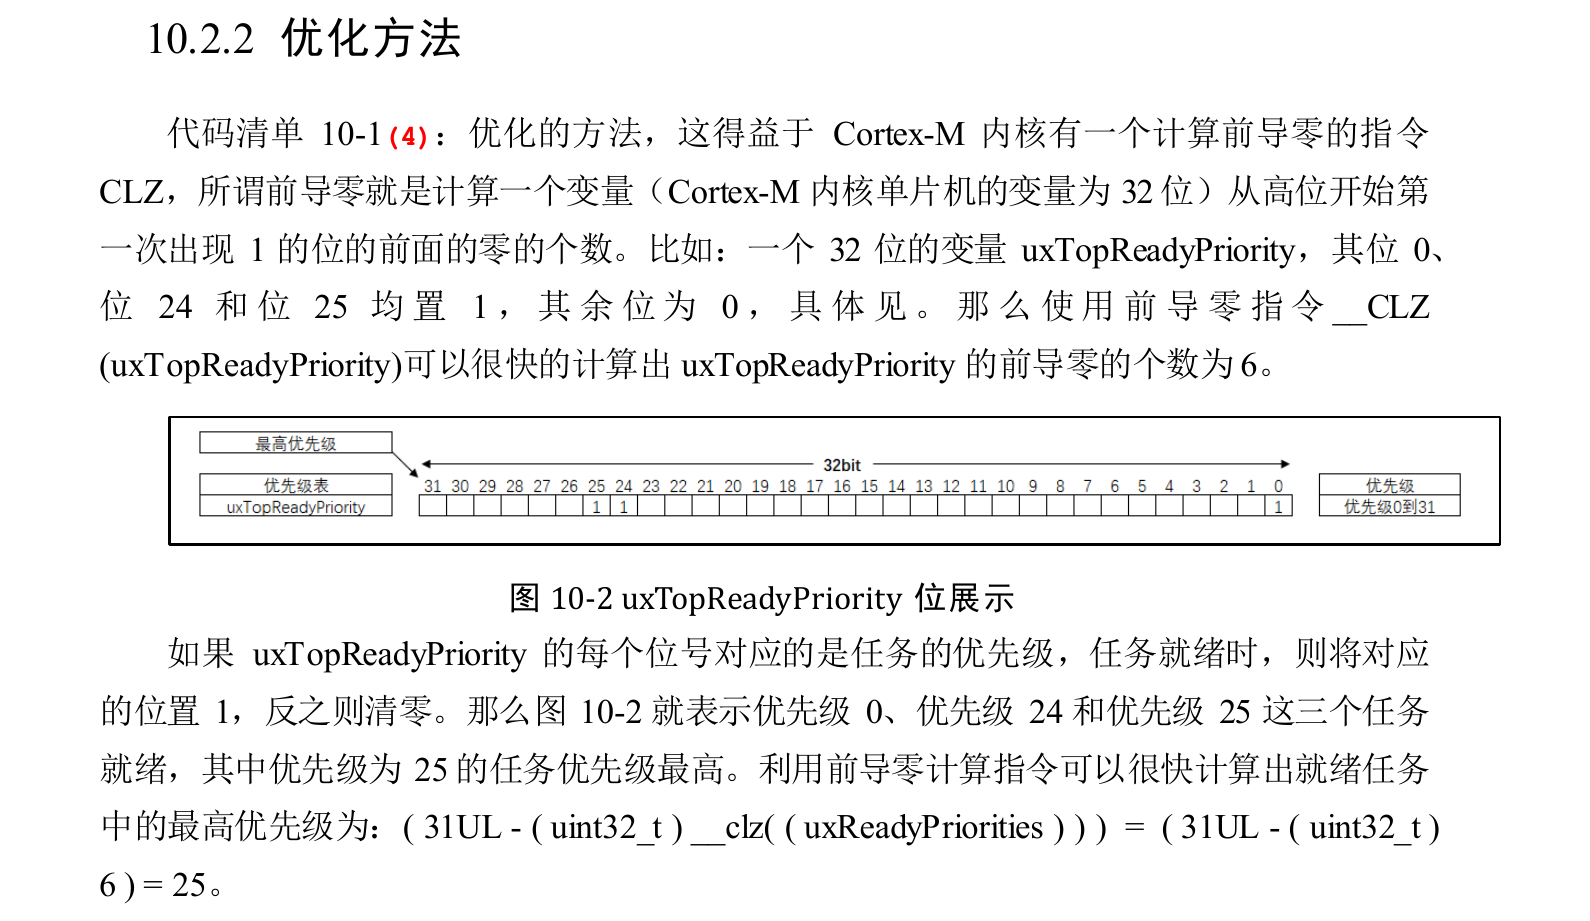 10.2.2 优化方法
代码清单 10-1(4)：优化的方法，这得益于 Cortex-M 内核有一个计算前导零的指令
CLZ，所谓前导零就是计算一个变量（Cortex-M 内核单片机的变量为 32 位）从高位开始第
一次出现 1 的位的前面的零的个数。比如：一个 32 位的变量 uxTopReadyPriority，其位 0、
位 24 和位 25 均置 1，其余位为 0，具体见。那么使用前导零指令__CLZ
(uxTopReadyPriority)可以很快的计算出 uxTopReadyPriority 的前导零的个数为 6。
最高优先级
32bit
优先级表 31 30 29 28 27 26 25 24 23 22 21 20 19 18 17 16 15 14 13 12 11 10 9 8 7 6 5 4 3 2 1 0 优先级
uxTopReadyPriority 1 1 1 优先级0到31
图 10-2 uxTopReadyPriority 位展示
如果 uxTopReadyPriority 的每个位号对应的是任务的优先级，任务就绪时，则将对应
的位置 1，反之则清零。那么图 10-2 就表示优先级 0、优先级 24 和优先级 25 这三个任务
就绪，其中优先级为 25 的任务优先级最高。利用前导零计算指令可以很快计算出就绪任务
中的最高优先级为：( 31UL - ( uint32_t ) __clz( ( uxReadyPriorities ) ) ) = ( 31UL - ( uint32_t )
6 ) = 25。